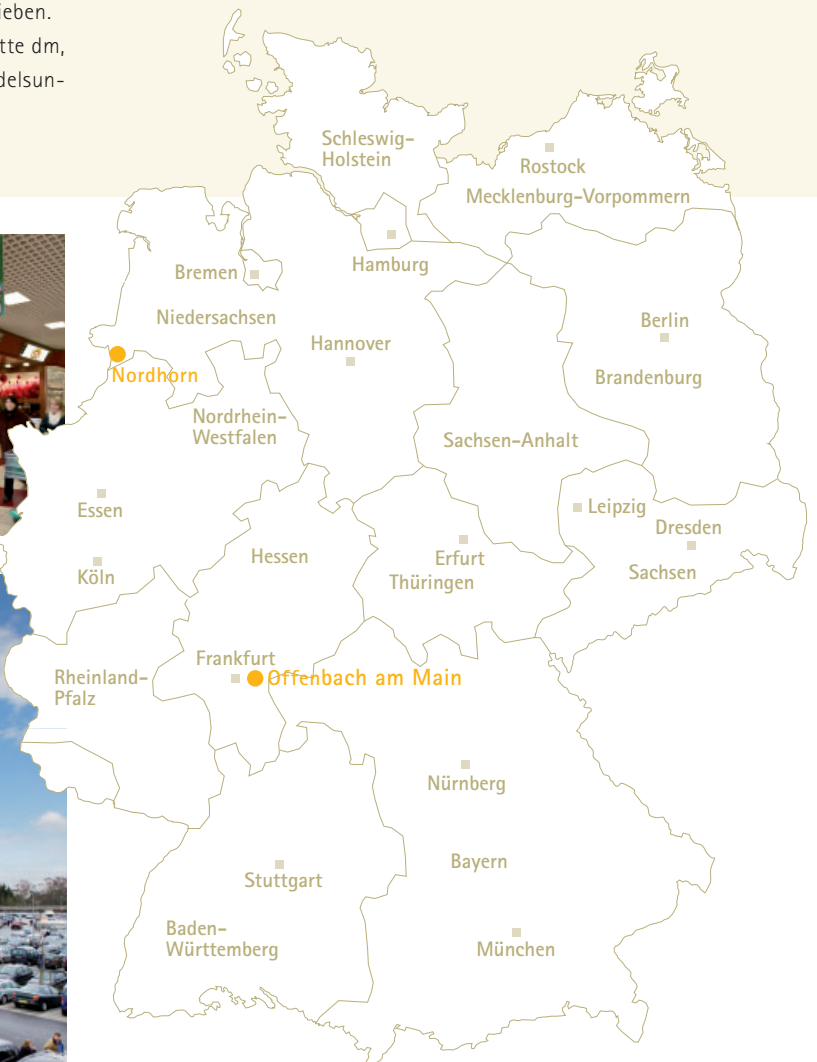 ieben.
tte dm,
delsun-
Schleswig-
Holstein
Rostock
Mecklenburg-Vorpommern
Hamburg
Bremen
Niedersachsen
Hannover
Berlin
Brandenburg
Nordhorn
Nordrhein-
Westfalen
Sachsen-Anhalt
Essen
Leipzig
Dresden
Hessen
Erfurt
Köln
Thüringen
Sachsen
Frankfurt
Rheinland-
Pfalz
Offenbach am Main
Nürnberg
Bayern
Stuttgart
Baden-
Württemberg
München